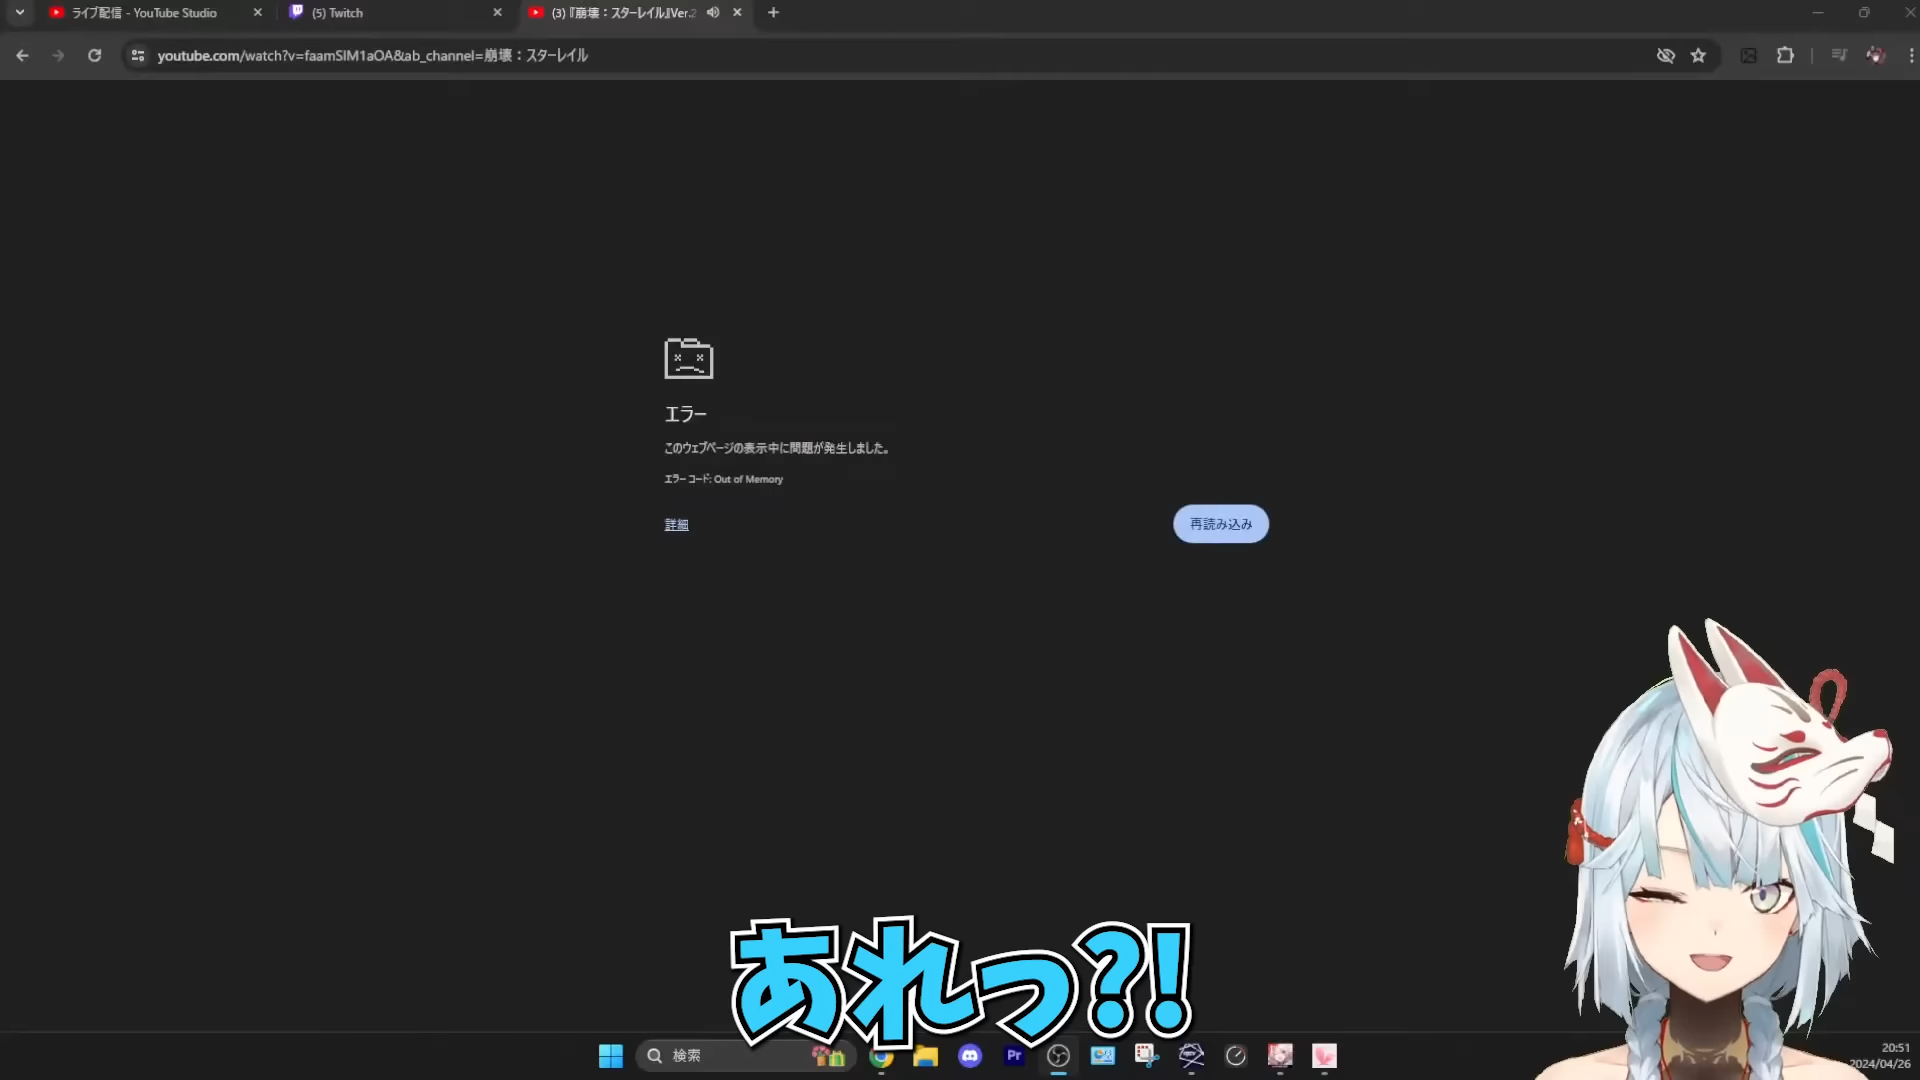 ライブ配信 - YouTube Studio
(5) Twitch
(3)『崩壊：スターレイル』Ver.2
youtube.com/watch?v=faamSIM1aOA&ab_channel=崩壊：スターレイル
エラー
このウェブページの表示中に問題が発生しました。
エラー コード: Out of Memory
詳細
再読み込み
あれっ?!
検索
Pr
20:51
2024/04/26